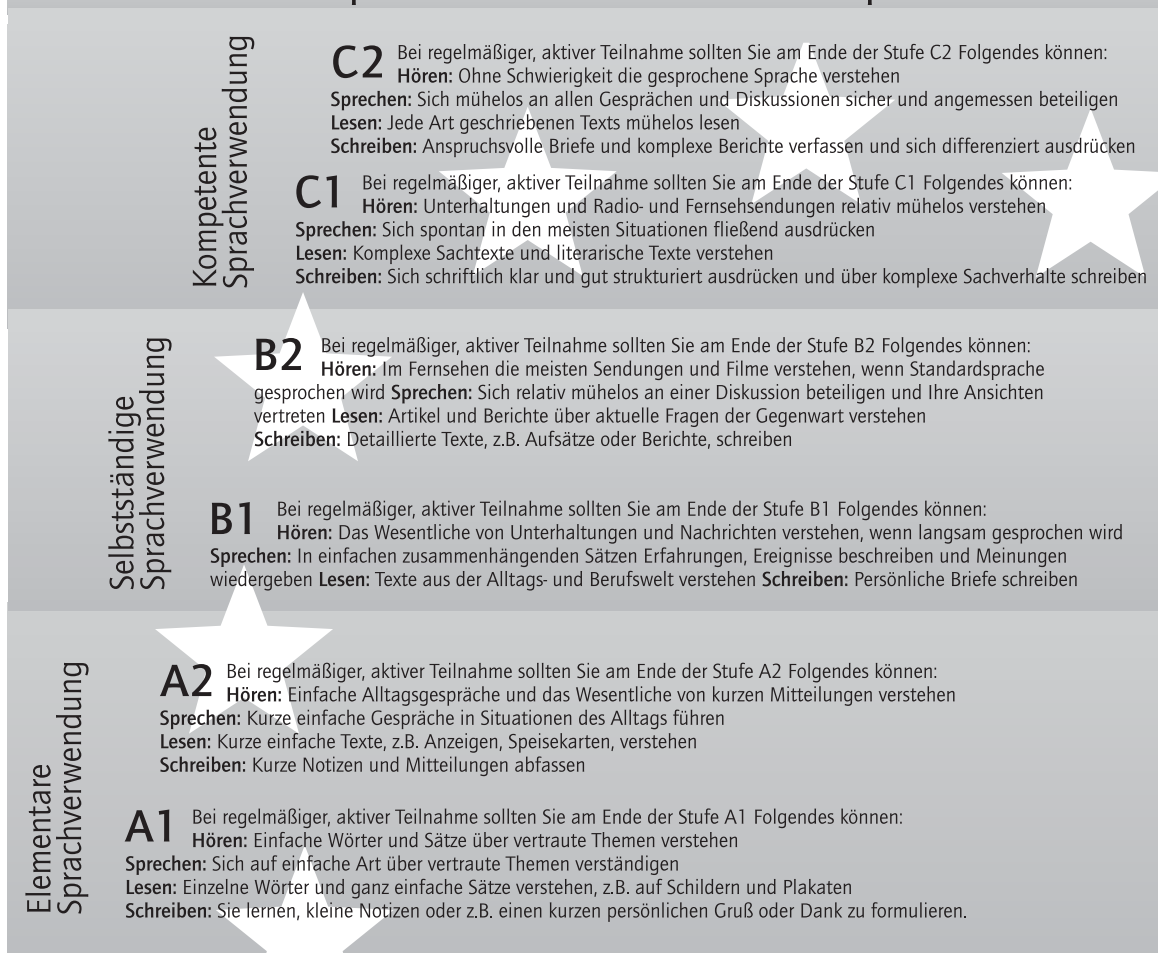 Kompetente
Sprachverwendung
C2 Bei regelmäßiger, aktiver Teilnahme sollten Sie am Ende der Stufe C2 Folgendes können:
Hören: Ohne Schwierigkeit die gesprochene Sprache verstehen
Sprechen: Sich mühelos an allen Gesprächen und Diskussionen sicher und angemessen beteiligen
Lesen: Jede Art geschriebenen Texts mühelos lesen
Schreiben: Anspruchsvolle Briefe und komplexe Berichte verfassen und sich differenziert ausdrücken
C1 Bei regelmäßiger, aktiver Teilnahme sollten Sie am Ende der Stufe C1 Folgendes können:
Hören: Unterhaltungen und Radio- und Fernsehsendungen relativ mühelos verstehen
Sprechen: Sich spontan in den meisten Situationen fließend ausdrücken
Lesen: Komplexe Sachtexte und literarische Texte verstehen
Schreiben: Sich schriftlich klar und gut strukturiert ausdrücken und über komplexe Sachverhalte schreiben
Selbstständige
Sprachverwendung
B2 Bei regelmäßiger, aktiver Teilnahme sollten Sie am Ende der Stufe B2 Folgendes können:
Hören: Im Fernsehen die meisten Sendungen und Filme verstehen, wenn Standardsprache
gesprochen wird Sprechen: Sich relativ mühelos an einer Diskussion beteiligen und Ihre Ansichten
vertreten Lesen: Artikel und Berichte über aktuelle Fragen der Gegenwart verstehen
Schreiben: Detaillierte Texte, z.B. Aufsätze oder Berichte, schreiben
B1 Bei regelmäßiger, aktiver Teilnahme sollten Sie am Ende der Stufe B1 Folgendes können:
Hören: Das Wesentliche von Unterhaltungen und Nachrichten verstehen, wenn langsam gesprochen wird
Sprechen: In einfachen zusammenhängenden Sätzen Erfahrungen, Ereignisse beschreiben und Meinungen
wiedergeben Lesen: Texte aus der Alltags- und Berufswelt verstehen Schreiben: Persönliche Briefe schreiben
Elementare
Sprachverwendung
A2 Bei regelmäßiger, aktiver Teilnahme sollten Sie am Ende der Stufe A2 Folgendes können:
Hören: Einfache Alltagsgespräche und das Wesentliche von kurzen Mitteilungen verstehen
Sprechen: Kurze einfache Gespräche in Situationen des Alltags führen
Lesen: Kurze einfache Texte, z.B. Anzeigen, Speisekarten, verstehen
Schreiben: Kurze Notizen und Mitteilungen abfassen
A1 Bei regelmäßiger, aktiver Teilnahme sollten Sie am Ende der Stufe A1 Folgendes können:
Hören: Einfache Wörter und Sätze über vertraute Themen verstehen
Sprechen: Sich auf einfache Art über vertraute Themen verständigen
Lesen: Einzelne Wörter und ganz einfache Sätze verstehen, z.B. auf Schildern und Plakaten
Schreiben: Sie lernen, kleine Notizen oder z.B. einen kurzen persönlichen Gruß oder Dank zu formulieren.